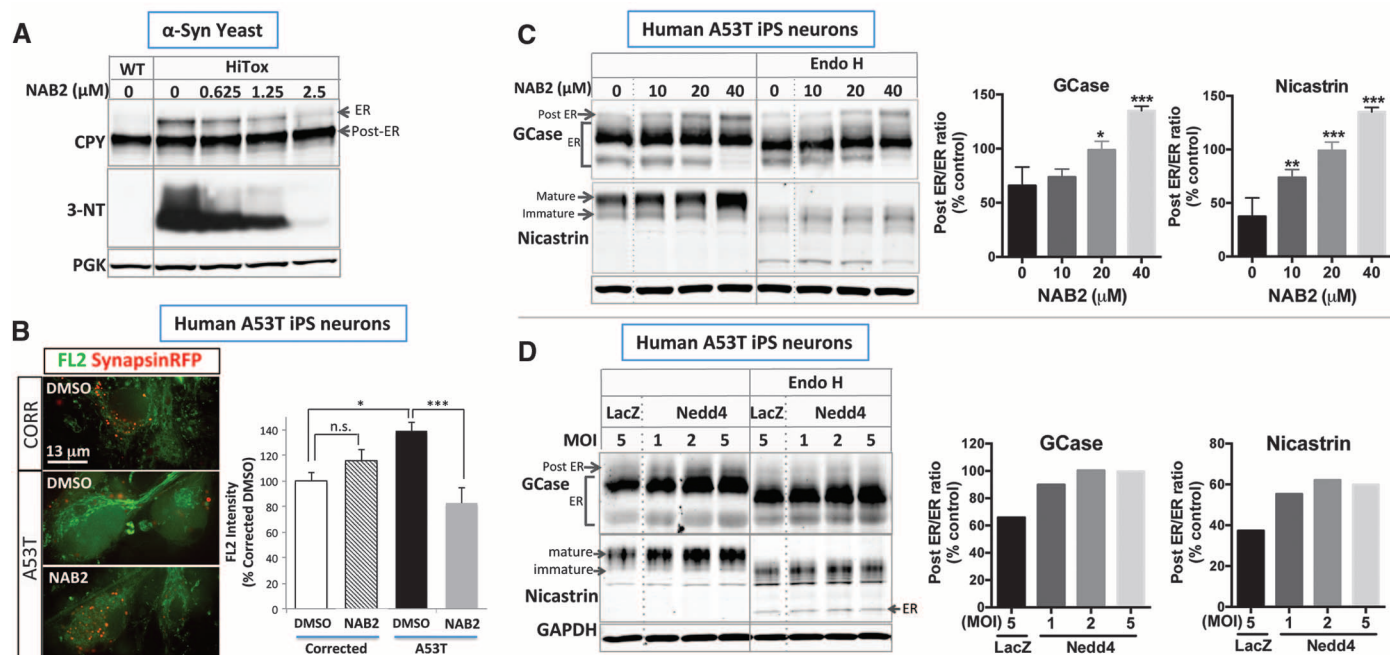 A
α-Syn Yeast
WT
HiTox
NAB2 (μM)
0
0
0.625
1.25
2.5
ER
Post-ER
CPY
3-NT
PGK
B
Human A53T iPS neurons
FL2 SynapsinRFP
CORR
DMSO
13 μm
A53T
DMSO
NAB2
FL2 Intensity
(% Corrected DMSO)
140
120
100
80
60
40
20
0
n.s.
*
***
DMSO NAB2 DMSO NAB2
Corrected A53T
C
Human A53T iPS neurons
Endo H
NAB2 (μM) 0 10 20 40 0 10 20 40
Post ER
GCase
ER
Mature
Immature
Nicastrin
GCase
Post ER/ER ratio
(% control)
150
100
50
0
*
***
0 10 20 40
NAB2 (μM)
Nicastrin
Post ER/ER ratio
(% control)
150
100
50
0
**
***
***
0 10 20 40
NAB2 (μM)
D
Human A53T iPS neurons
Endo H
LacZ Nedd4 LacZ Nedd4
MOI 5 1 2 5 5 1 2 5
Post ER
GCase
ER
mature
immature
Nicastrin
ER
GAPDH
GCase
Post ER/ER ratio
(% control)
120
100
80
60
40
20
0
(MOI) 5 1 2 5
LacZ Nedd4
Nicastrin
Post ER/ER ratio
(% control)
80
60
40
20
0
(MOI) 5 1 2 5
LacZ Nedd4